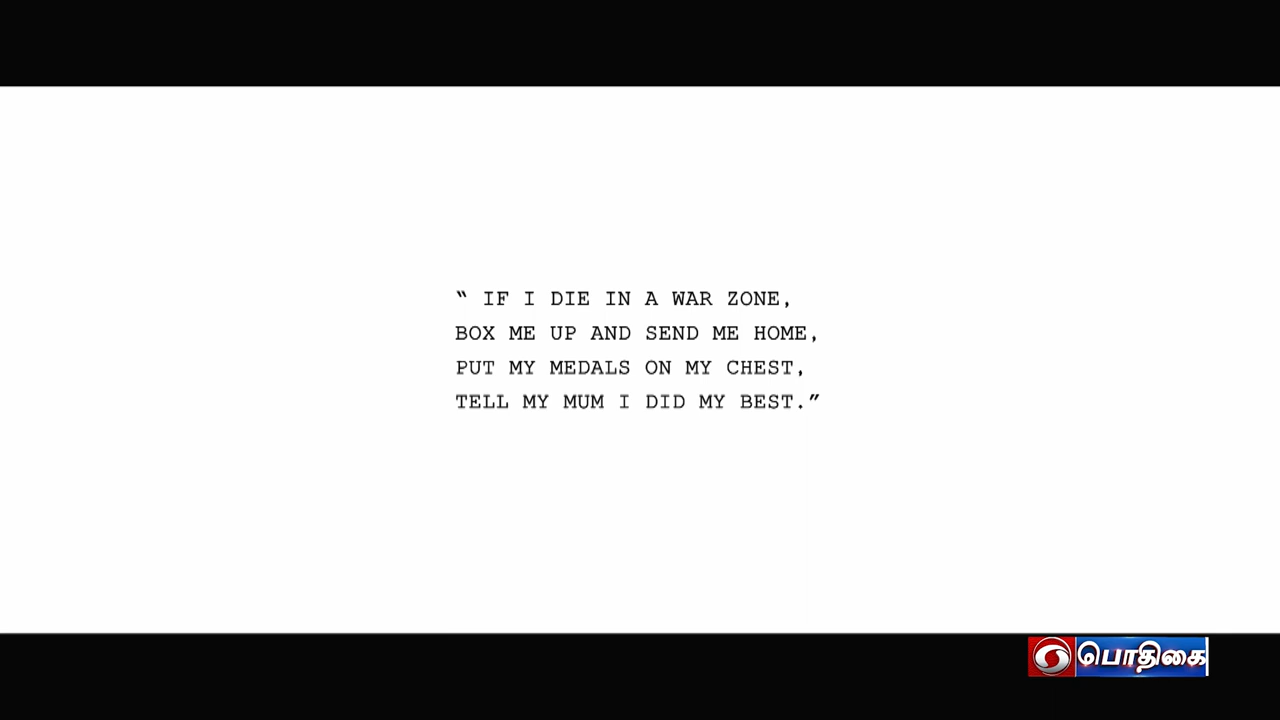 “ IF I DIE IN A WAR ZONE,
BOX ME UP AND SEND ME HOME,
PUT MY MEDALS ON MY CHEST,
TELL MY MUM I DID MY BEST.”
பொதிகை